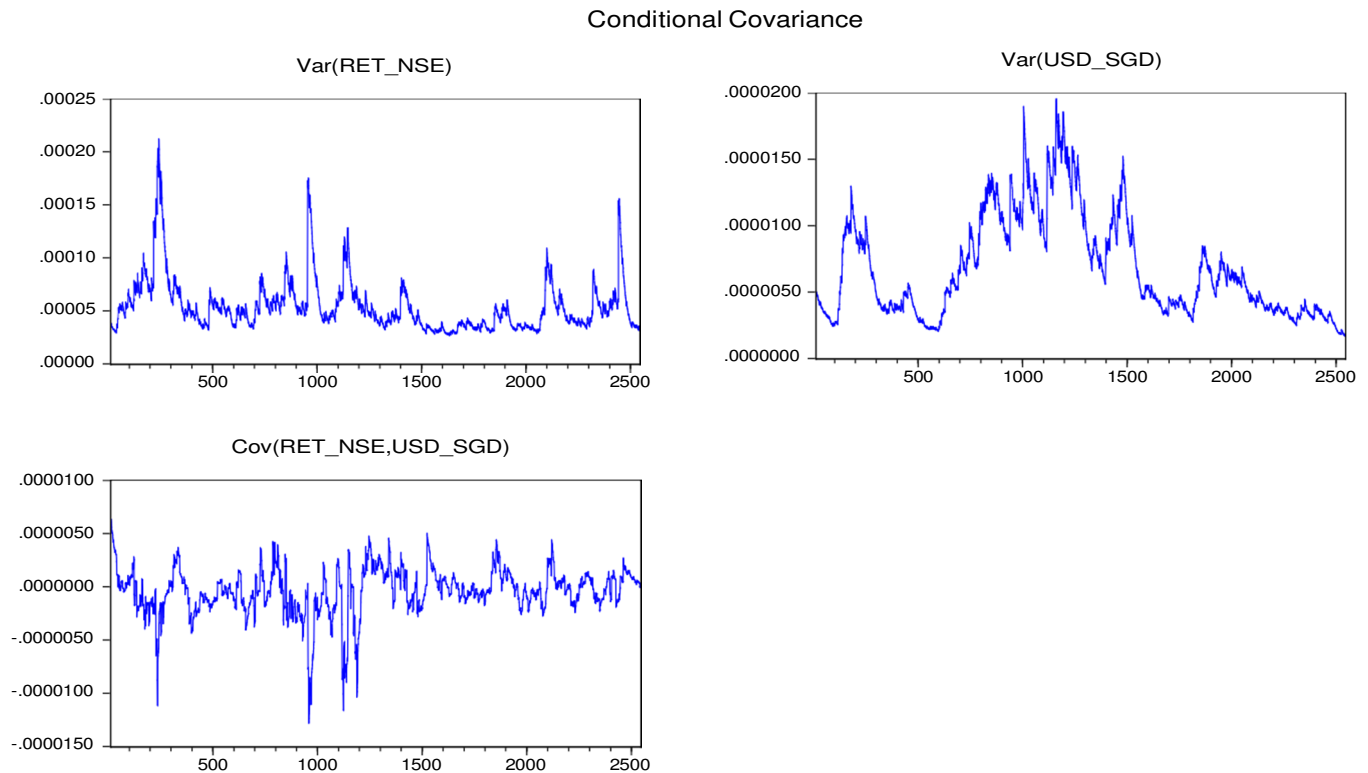 Conditional Covariance
Var(RET_NSE)
.00025
.00020
.00015
.00010
.00005
.00000
500 1000 1500 2000 2500
Var(USD_SGD)
.0000200
.0000150
.0000100
.0000050
.0000000
500 1000 1500 2000 2500
Cov(RET_NSE,USD_SGD)
.0000100
.0000050
.0000000
-.0000050
-.0000100
-.0000150
500 1000 1500 2000 2500